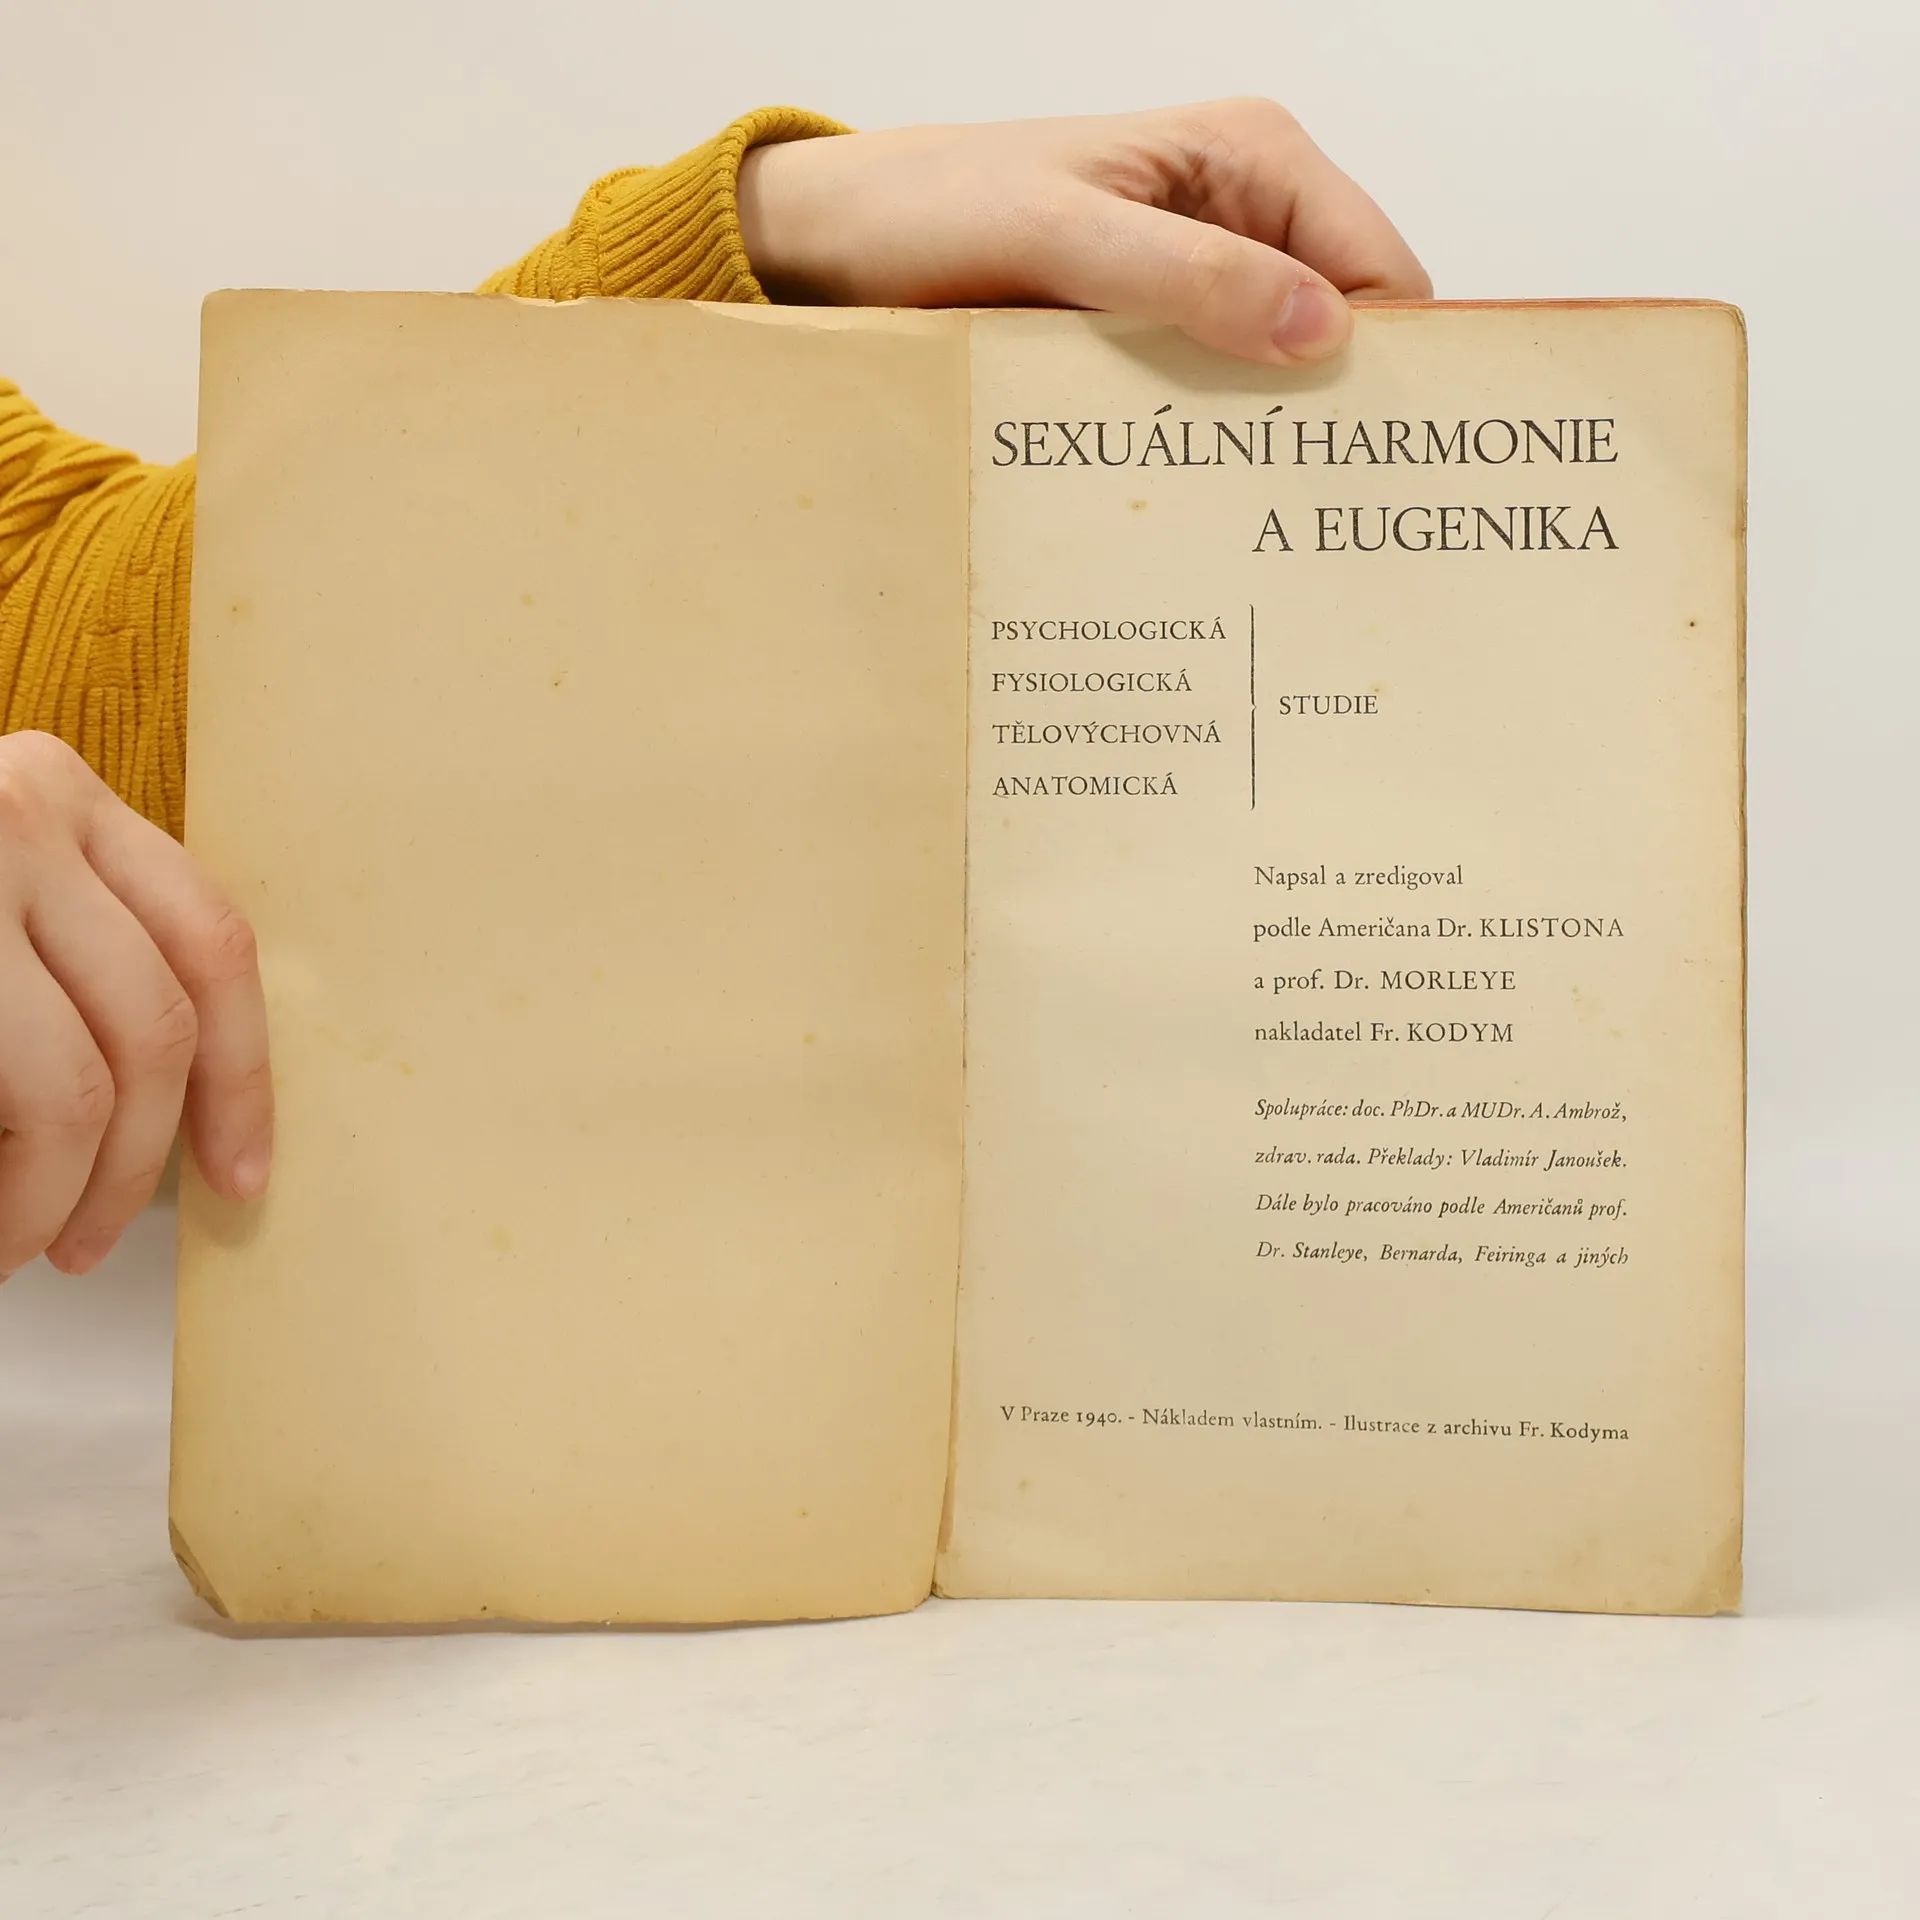 SEXUÁLNÍ HARMONIE
A EUGENIKA
PSYCHOLOGICKÁ
FYSIOLOGICKÁ
TĚLOVÝCHOVNÁ
ANATOMICKÁ
STUDIE
Napsal a zredigoval
podle Američana Dr. KLISTONA
a prof. Dr. MORLEYE
nakladatel Fr. KODYM
Spolupráce: doc. PhDr. a MUDr. A. Ambrož,
zdrav. rada. Překlady: Vladimír Janoušek.
Dále bylo pracováno podle Američanů prof.
Dr. Stanleye, Bernarda, Feiringa a jiných
V Praze 1940. - Nákladem vlastním. - Ilustrace z archivu Fr. Kodyma